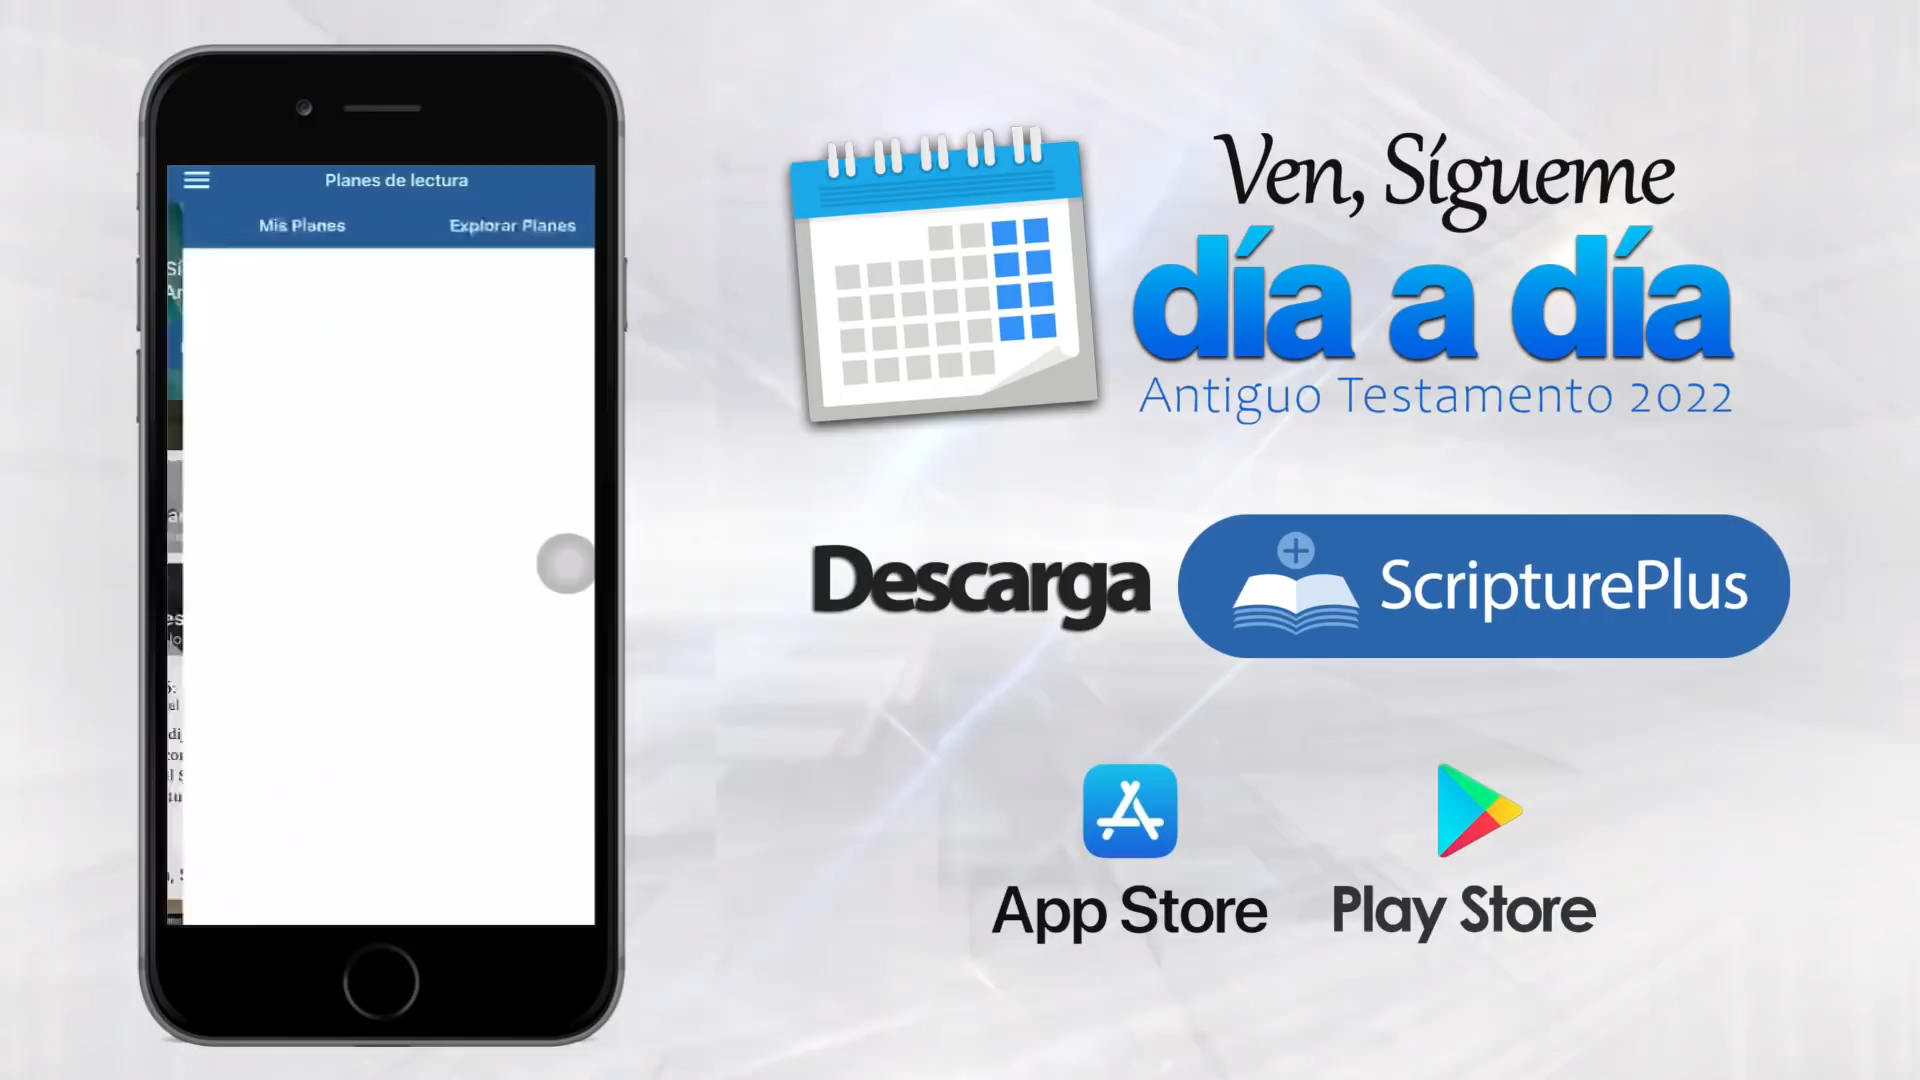 Planes de lectura
Mis Planes
Explorar Planes
Ven, Sígueme
día a día
Antiguo Testamento 2022
Descarga
ScripturePlus
App Store
Play Store